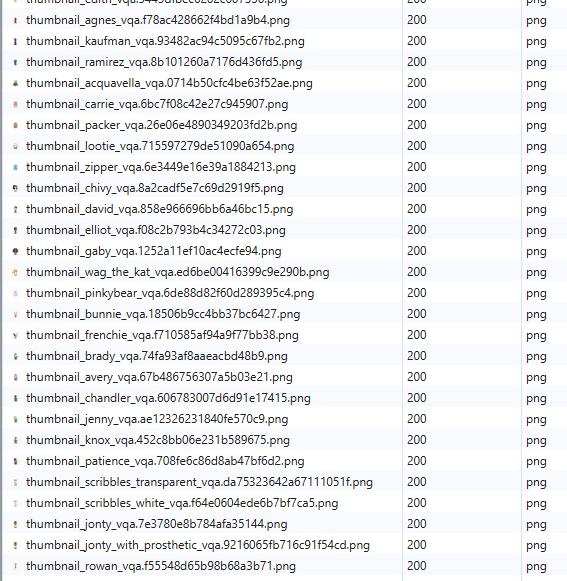 thumbnail_agnes_vqa.f78ac428662f4bd1a9b4.png 200 png
thumbnail_kaufman_vqa.93482ac94c5095c67fb2.png 200 png
thumbnail_ramirez_vqa.8b101260a7176d436fd5.png 200 png
thumbnail_acquavella_vqa.0714b50cfc4be63f52ae.png 200 png
thumbnail_carrie_vqa.6bc7f08c42e27c945907.png 200 png
thumbnail_packer_vqa.26e06e4890349203fd2b.png 200 png
thumbnail_lootie_vqa.715597279de51090a654.png 200 png
thumbnail_zipper_vqa.6e3449e16e39a1884213.png 200 png
thumbnail_chivy_vqa.8a2cadf5e7c69d2919f5.png 200 png
thumbnail_david_vqa.858e966696bb6a46bc15.png 200 png
thumbnail_elliot_vqa.f08c2b793b4c34272c03.png 200 png
thumbnail_gaby_vqa.1252a11ef10ac4ecfe94.png 200 png
thumbnail_wag_the_kat_vqa.ed6be00416399c9e290b.png 200 png
thumbnail_pinkybear_vqa.6de88d82f60d289395c4.png 200 png
thumbnail_bunnie_vqa.18506b9cc4bb37bc6427.png 200 png
thumbnail_frenchie_vqa.f710585af94a9f77bb38.png 200 png
thumbnail_brady_vqa.74fa93af8aaeacbd48b9.png 200 png
thumbnail_avery_vqa.67b486756307a5b03e21.png 200 png
thumbnail_chandler_vqa.606783007d6d91e17415.png 200 png
thumbnail_jenny_vqa.ae12326231840fe570c9.png 200 png
thumbnail_knox_vqa.452c8bb06e231b589675.png 200 png
thumbnail_patience_vqa.708fe6c86d8ab47bf6d2.png 200 png
thumbnail_scribbles_transparent_vqa.da75323642a67111051f.png 200 png
thumbnail_scribbles_white_vqa.f64e0604ede6b7bf7ca5.png 200 png
thumbnail_jonty_vqa.7e3780e8b784afa35144.png 200 png
thumbnail_jonty_with_prosthetic_vqa.9216065fb716c91f54cd.png 200 png
thumbnail_rowan_vqa.f55548d65b98b68a3b71.png 200 png